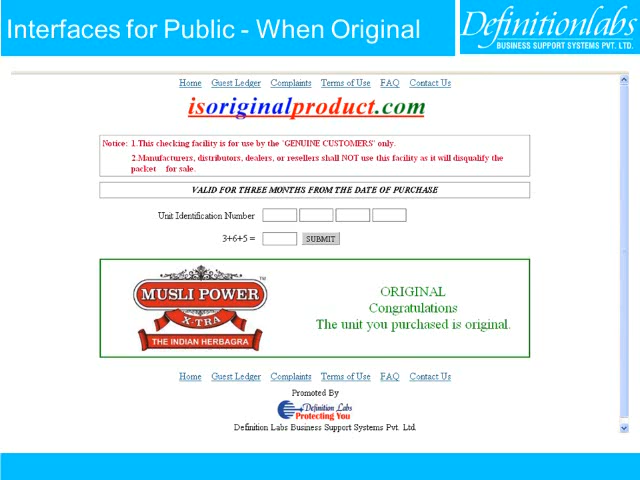 Interfaces for Public - When Original
Definitionlabs
BUSINESS SUPPORT SYSTEMS PVT. LTD.
Home Guest Ledger Complaints Terms of Use FAQ Contact Us
isoriginalproduct.com
Notice: 1.This checking facility is for use by the "GENUINE CUSTOMERS" only.
2.Manufacturers, distributors, dealers, or resellers shall NOT use this facility as it will disqualify the
packet for sale.
VALID FOR THREE MONTHS FROM THE DATE OF PURCHASE
Unit Identification Number
3+6+5 = SUBMIT
MUSLI POWER TM
X-TRA
THE INDIAN HERBAGRA
ORIGINAL
Congratulations
The unit you purchased is original.
Home Guest Ledger Complaints Terms of Use FAQ Contact Us
Promoted By
Definition Labs
Protecting You
Definition Labs Business Support Systems Pvt. Ltd.